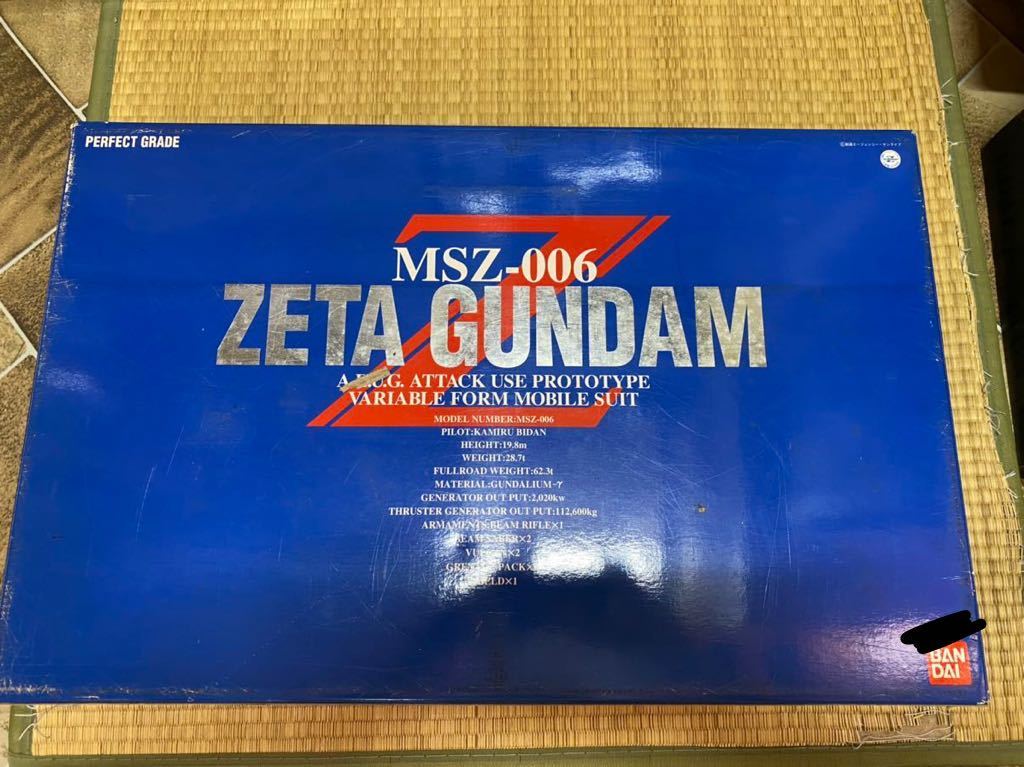 PERFECT GRADE
MSZ-006
ZETA GUNDAM
ATTACK USE PROTOTYPE
VARIABLE FORM MOBILE SUIT
MODEL NUMBER:MSZ-006
PILOT:KAMIRU BIDAN
HEIGHT:19.8m
WEIGHT:28.7t
FULLROAD WEIGHT:62.3t
MATERIAL:GUNDALIUM-γ
GENERATOR OUT PUT:2,020kw
THRUSTER GENERATOR OUT PUT:112,600kg
ARMAMENTS:BEAM RIFLE×1
BAN
DAI